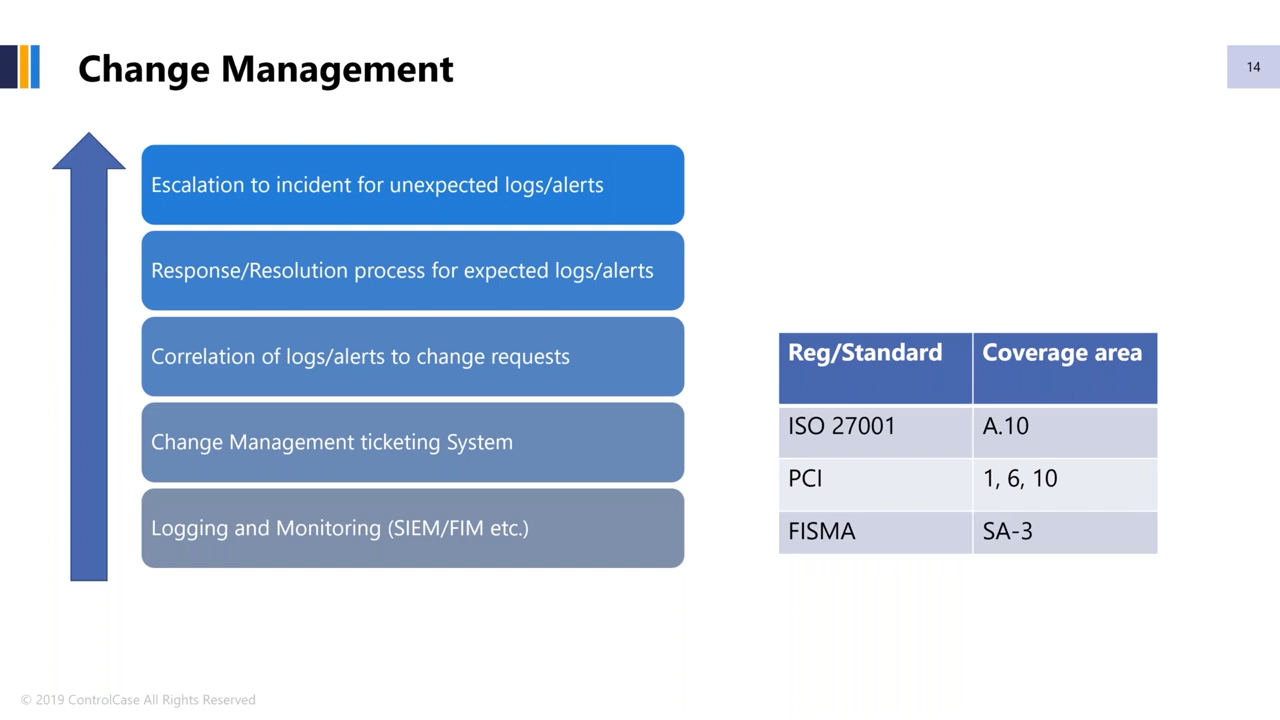 Change Management
14
Escalation to incident for unexpected logs/alerts
Response/Resolution process for expected logs/alerts
Correlation of logs/alerts to change requests
Change Management ticketing System
Logging and Monitoring (SIEM/FIM etc.)
Reg/Standard Coverage area
ISO 27001 A.10
PCI 1, 6, 10
FISMA SA-3
© 2019 ControlCase All Rights Reserved